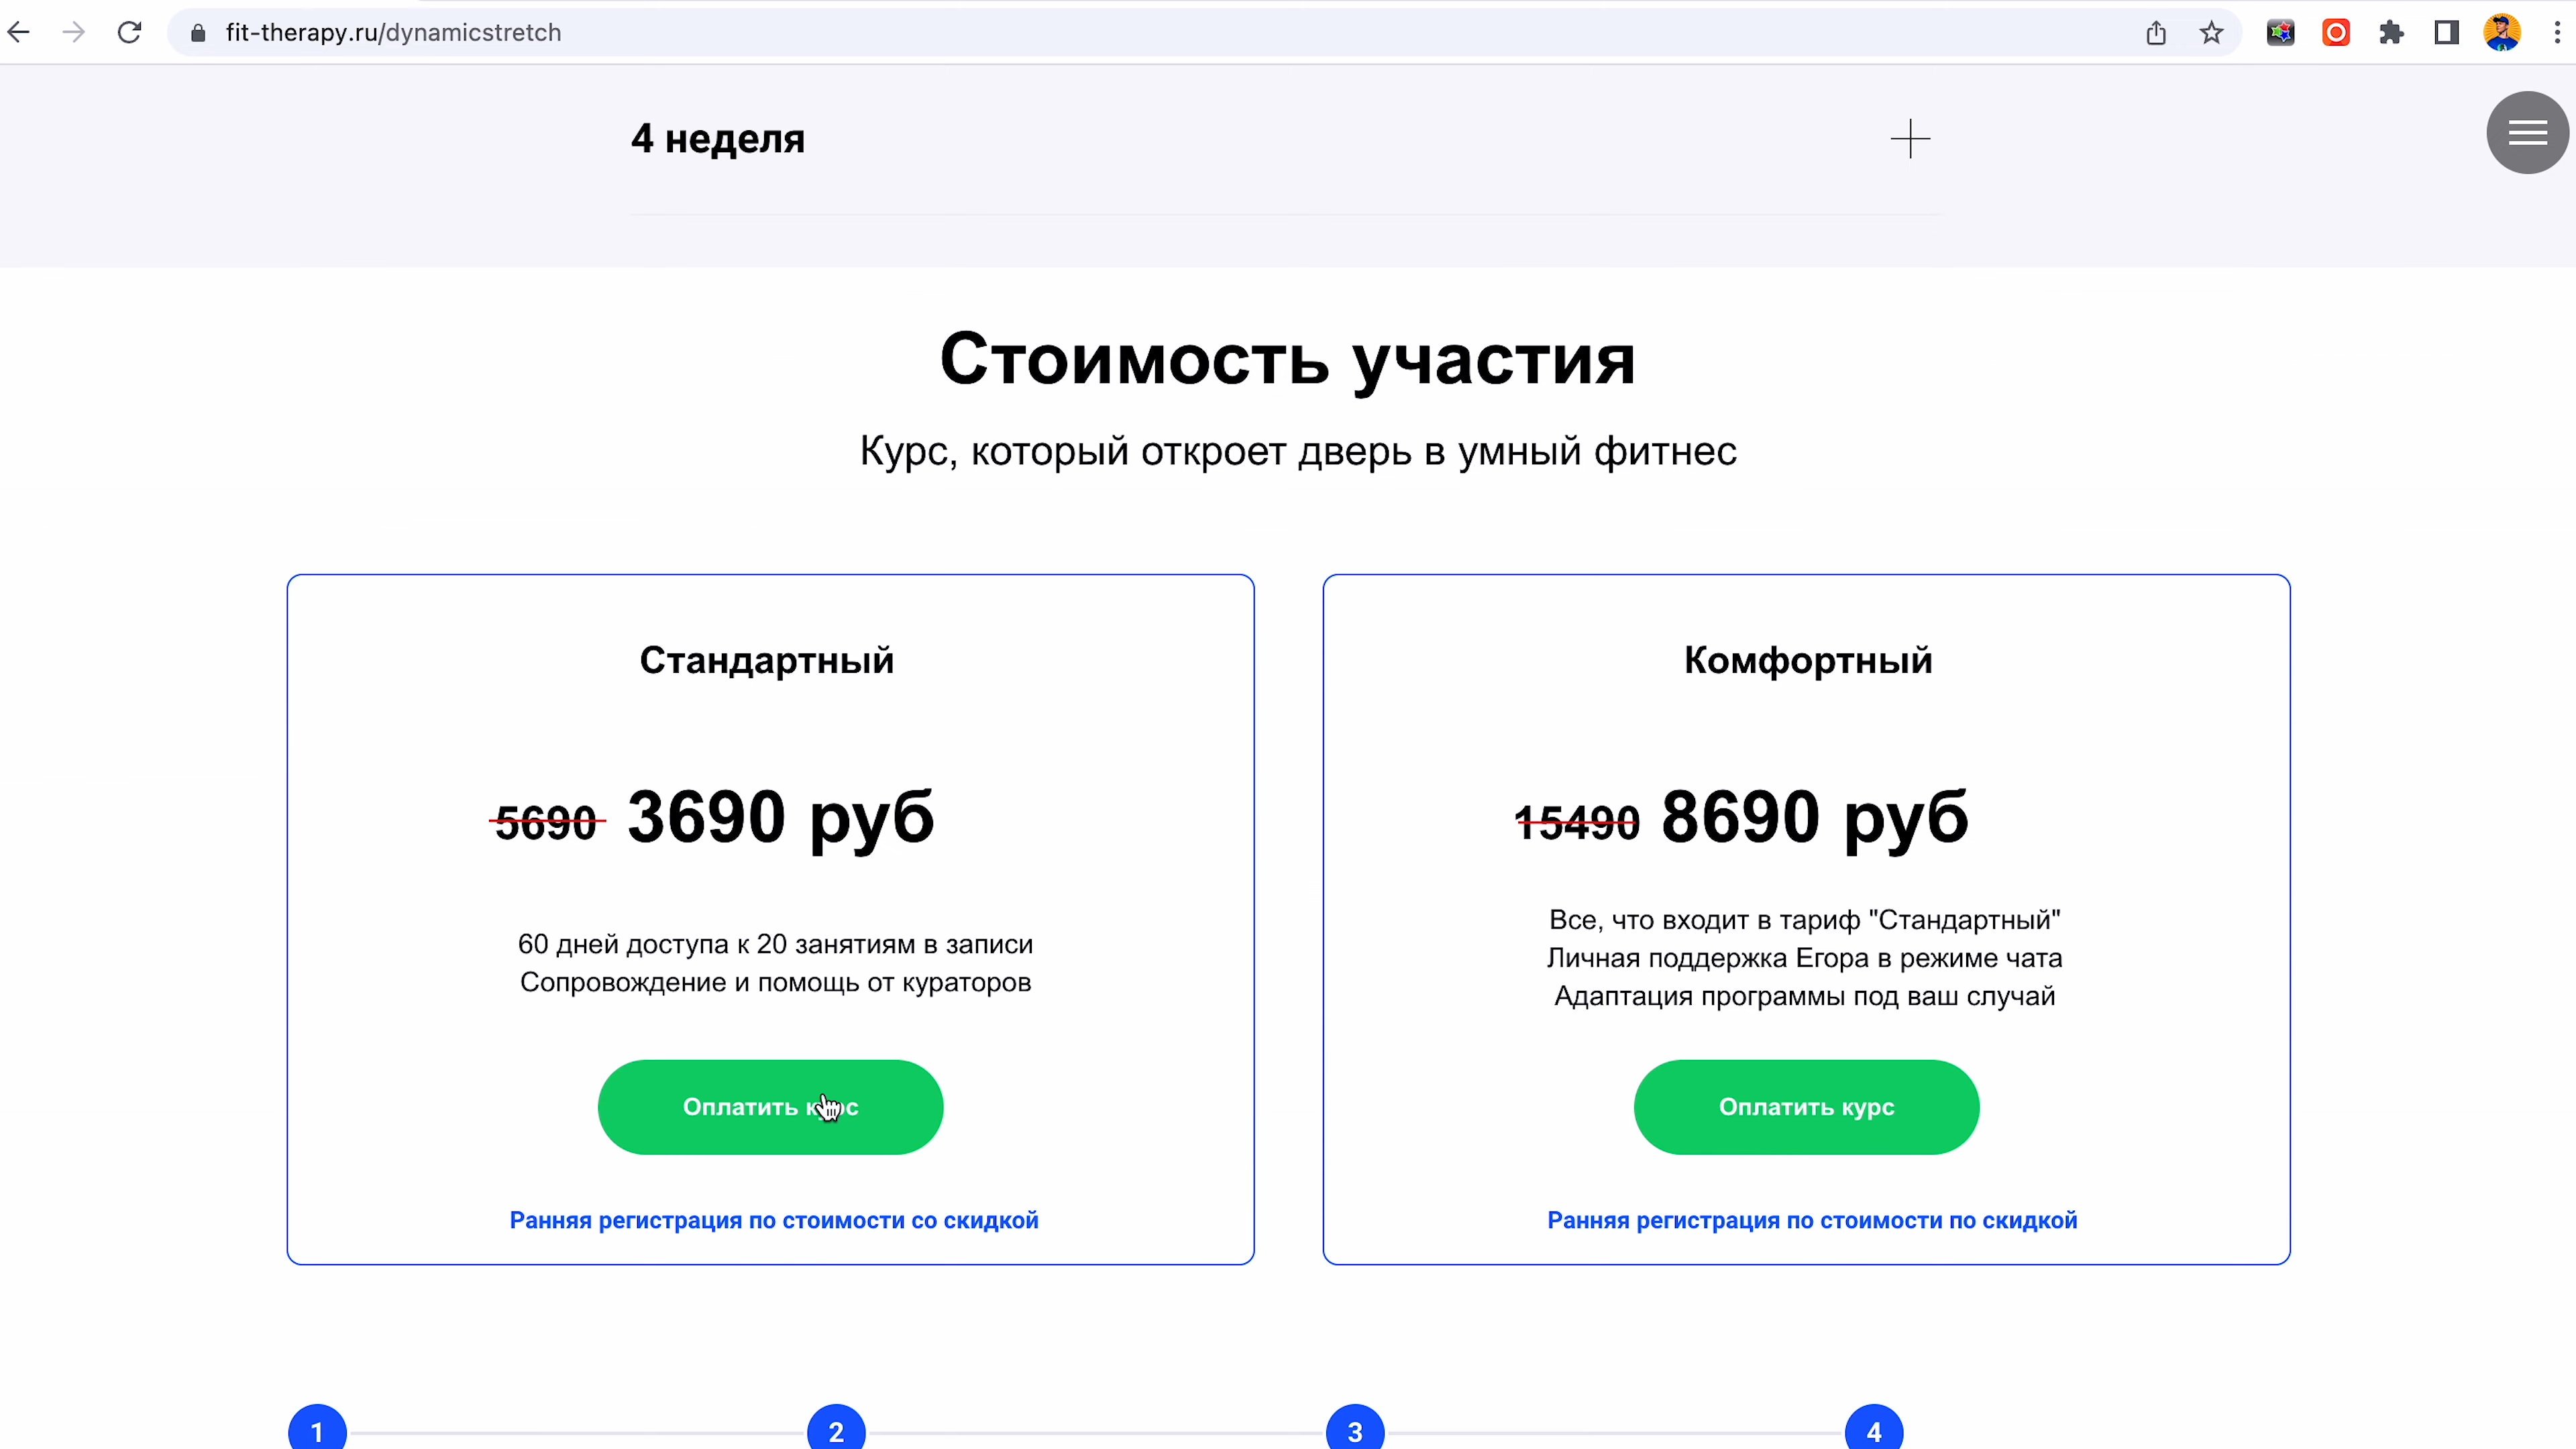 fit-therapy.ru/dynamicstretch
4 неделя
Стоимость участия
Курс, который откроет дверь в умный фитнес
Стандартный
5690 3690 руб
60 дней доступа к 20 занятиям в записи
Сопровождение и помощь от кураторов
Оплатить курс
Ранняя регистрация по стоимости со скидкой
Комфортный
15490 8690 руб
Все, что входит в тариф "Стандартный"
Личная поддержка Егора в режиме чата
Адаптация программы под ваш случай
Оплатить курс
Ранняя регистрация по стоимости по скидкой
1 2 3 4